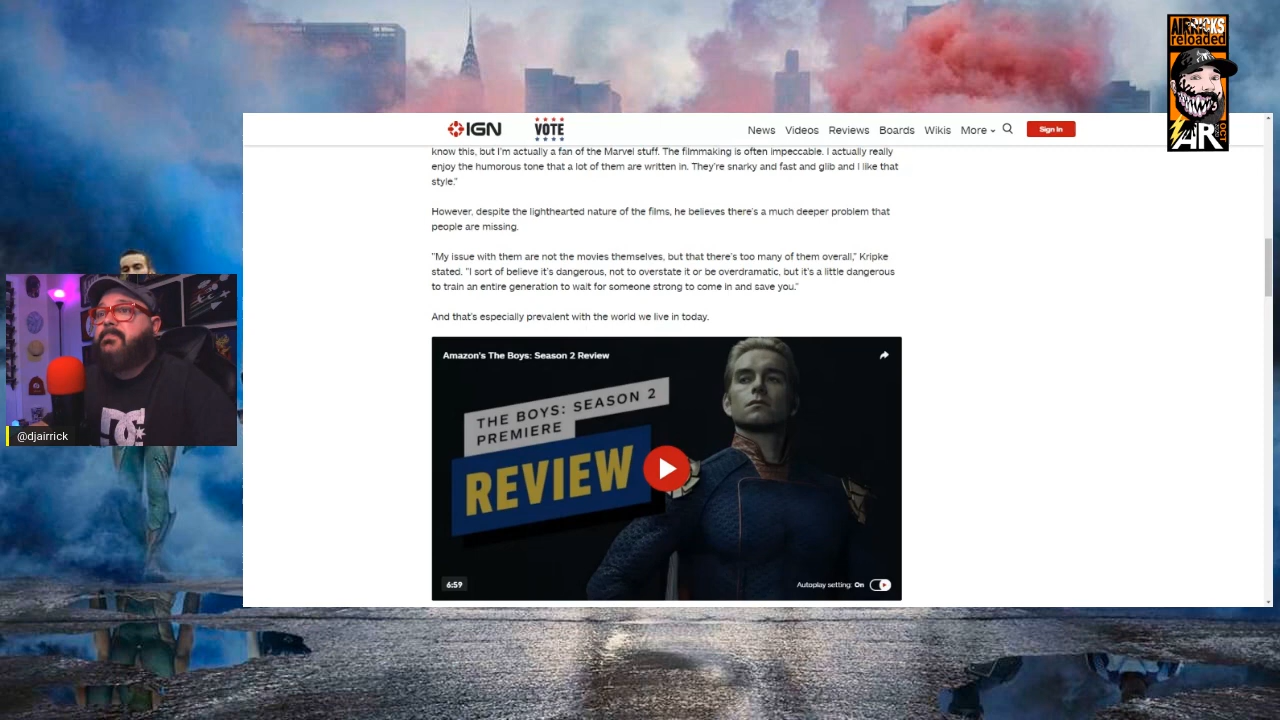 AIRRICKS
reloaded
AR
OCT
IGN
VOTE
News Videos Reviews Boards Wikis More Sign In
know this, but I'm actually a fan of the Marvel stuff. The filmmaking is often impeccable. I actually really
enjoy the humorous tone that a lot of them are written in. They're snarky and fast and glib and I like that
style."
However, despite the lighthearted nature of the films, he believes there's a much deeper problem that
people are missing.
"My issue with them are not the movies themselves, but that there's too many of them overall," Kripke
stated. "I sort of believe it's dangerous, not to overstate it or be overdramatic, but it's a little dangerous
to train an entire generation to wait for someone strong to come in and save you."
And that's especially prevalent with the world we live in today.
Amazon's The Boys: Season 2 Review
THE BOYS: SEASON 2
PREMIERE
REVIEW
6:59
Autoplay setting: On
DC
@djairrick